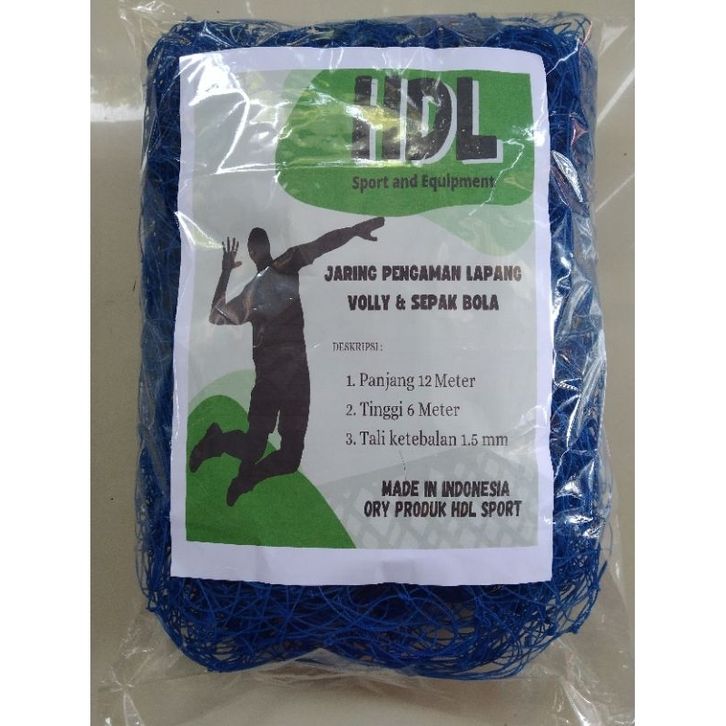 HDL
Sport and Equipment
JARING PENGAMAN LAPANG
VOLLY & SEPAK BOLA
DESKRIPSI :
1. Panjang 12 Meter
2. Tinggi 6 Meter
3. Tali ketebalan 1.5 mm
MADE IN INDONESIA
ORY PRODUK HDL SPORT